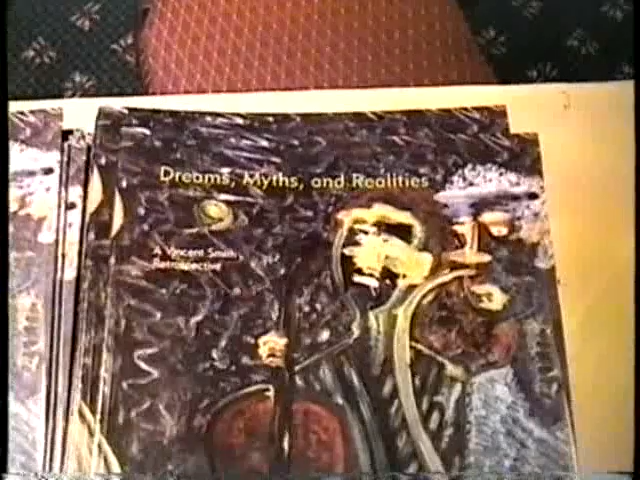 Dreams, Myths, and Realities
A Vincent Smith
Retrospective